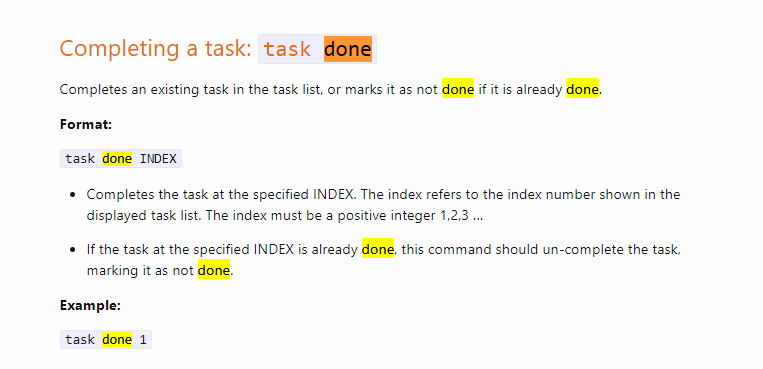 Completing a task: task done
Completes an existing task in the task list, or marks it as not done if it is already done.
Format:
task done INDEX
• Completes the task at the specified INDEX. The index refers to the index number shown in the
displayed task list. The index must be a positive integer 1,2,3 ...
• If the task at the specified INDEX is already done, this command should un-complete the task,
marking it as not done.
Example:
task done 1